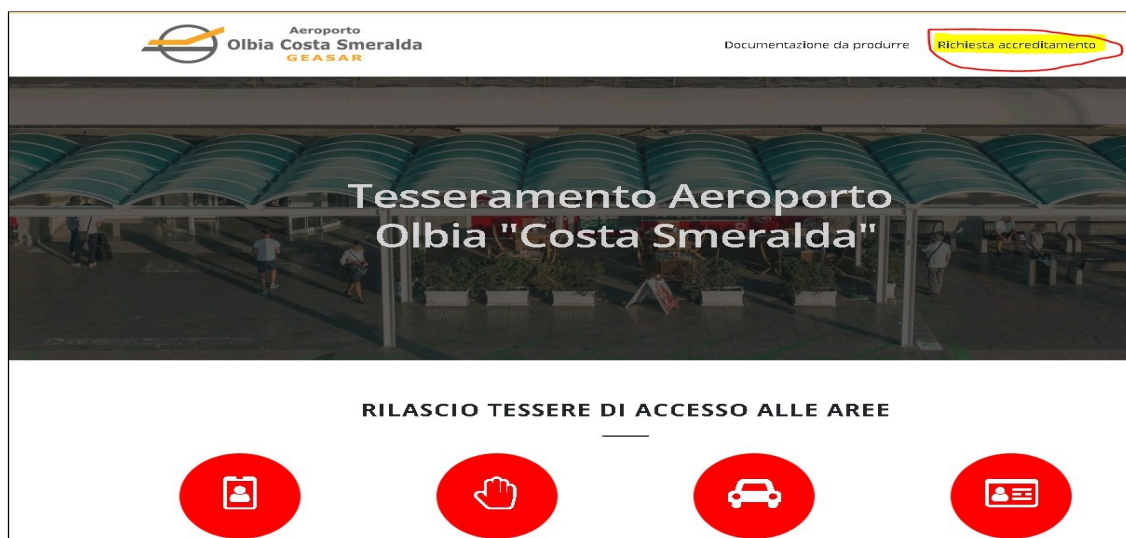 Aeroporto
Olbia Costa Smeralda
GEASAR
Documentazione da produrre
Richiesta accreditamento
Tesseramento Aeroporto
Olbia "Costa Smeralda"
RILASCIO TESSERE DI ACCESSO ALLE AREE